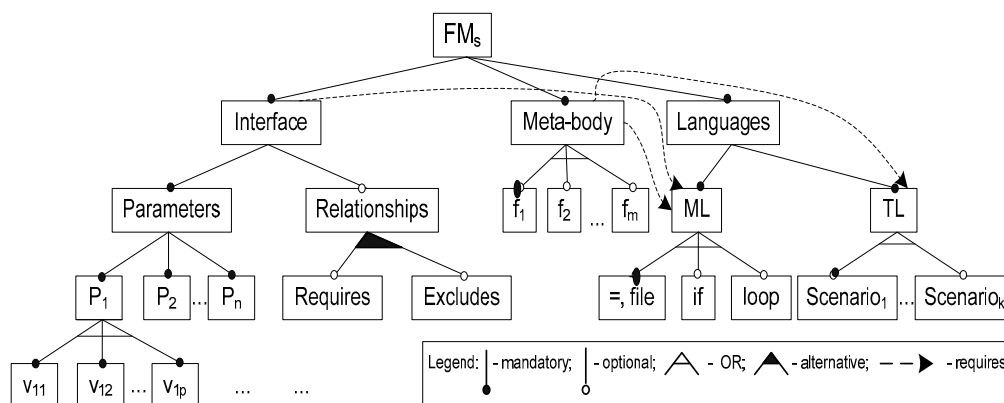 FMs
Interface Meta-body Languages
Parameters Relationships f1 f2 ... fm ML TL
P1 P2 ... Pn Requires Excludes =, file if loop Scenario1 ... Scenariok
v11 v12 ... v1p ... ...
Legend: - mandatory; - optional; - OR; - alternative; - requires